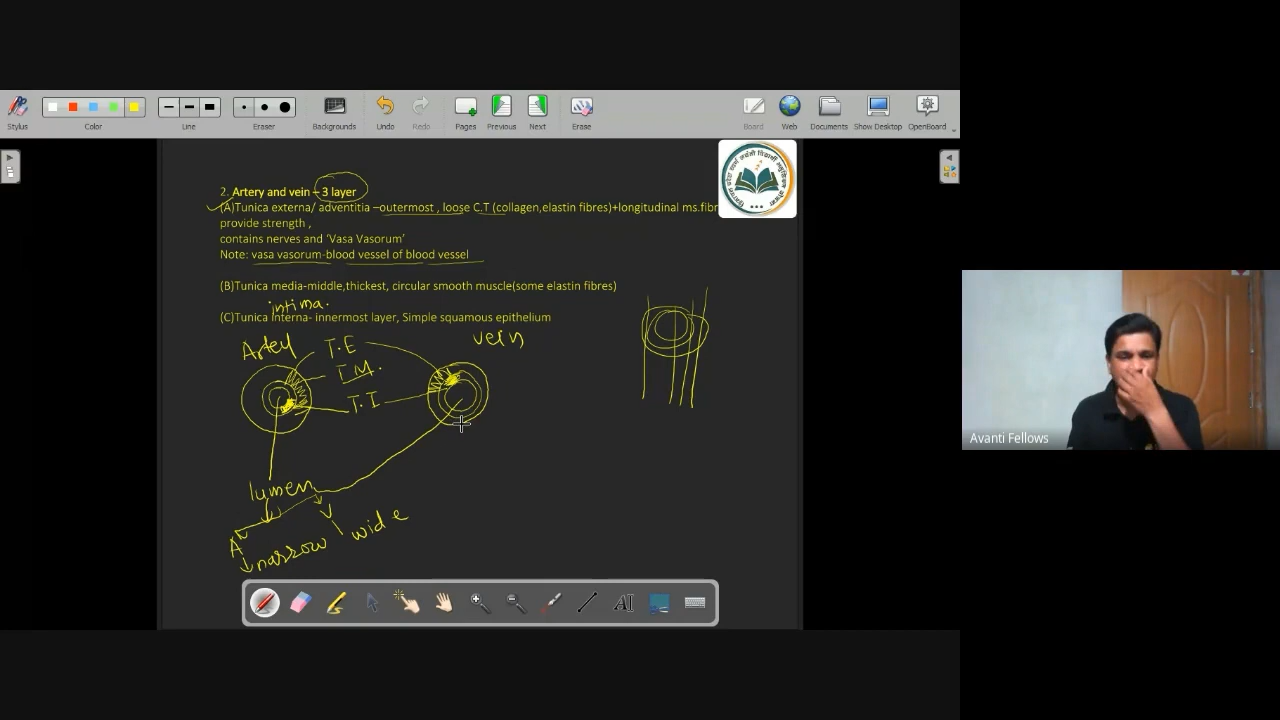 Stylus Color Line Eraser Backgrounds Undo Redo Pages Previous Next Erase Board Web Documents Show Desktop OpenBoard
2. Artery and vein – 3 layer
(A)Tunica externa/ adventitia –outermost , loose C.T (collagen,elastin fibres)+longitudinal ms.fibr
provide strength ,
contains nerves and ‘Vasa Vasorum’
Note: vasa vasorum-blood vessel of blood vessel
(B)Tunica media-middle,thickest, circular smooth muscle(some elastin fibres)
intima.
(C)Tunica Interna- innermost layer, Simple squamous epithelium
Artey T.E vein
T.M.
T.I
lumen
A narrow V wide
AI
Avanti Fellows